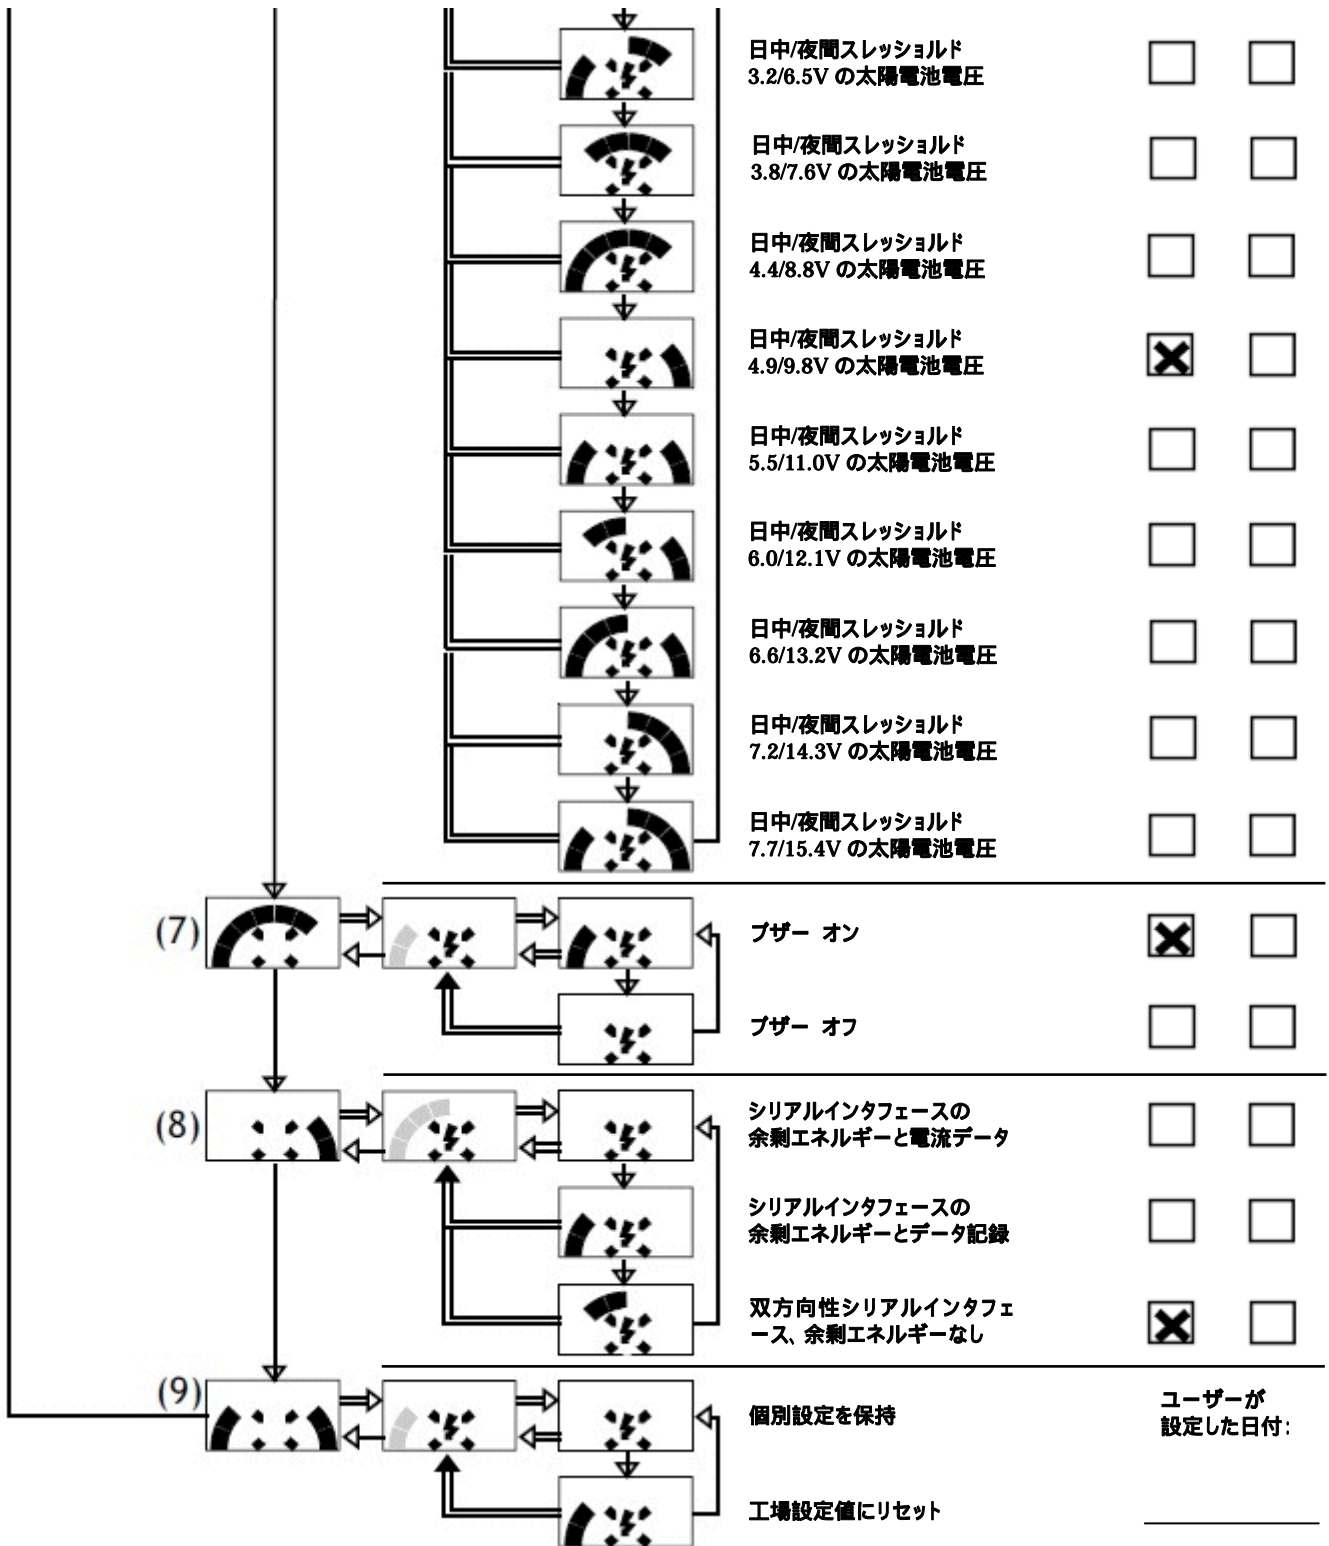 日中/夜間スレッショルド
3.2/6.5V の太陽電池電圧
日中/夜間スレッショルド
3.8/7.6V の太陽電池電圧
日中/夜間スレッショルド
4.4/8.8V の太陽電池電圧
日中/夜間スレッショルド
4.9/9.8V の太陽電池電圧
日中/夜間スレッショルド
5.5/11.0V の太陽電池電圧
日中/夜間スレッショルド
6.0/12.1V の太陽電池電圧
日中/夜間スレッショルド
6.6/13.2V の太陽電池電圧
日中/夜間スレッショルド
7.2/14.3V の太陽電池電圧
日中/夜間スレッショルド
7.7/15.4V の太陽電池電圧
(7)
ブザー オン
ブザー オフ
(8)
シリアルインタフェースの
余剰エネルギーと電流データ
シリアルインタフェースの
余剰エネルギーとデータ記録
双方向性シリアルインタフェ
ース、余剰エネルギーなし
(9)
個別設定を保持
ユーザーが
設定した日付:
工場設定値にリセット